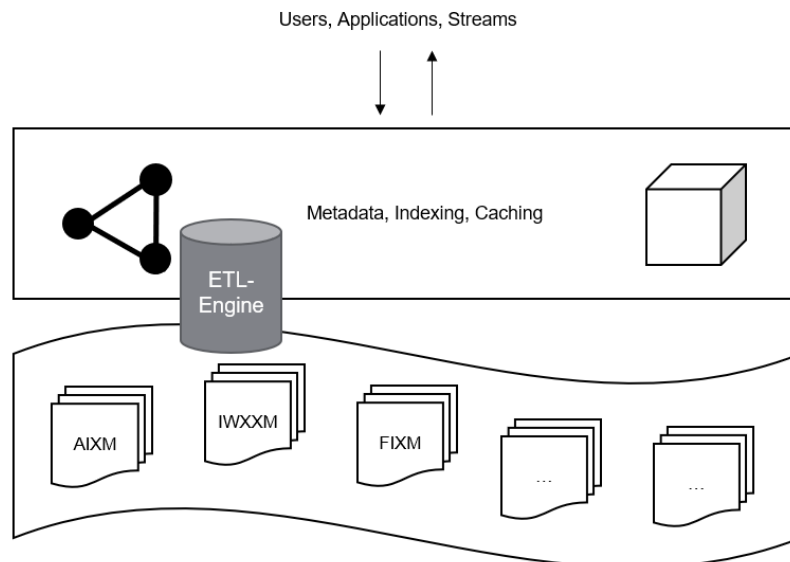 Users, Applications, Streams
Metadata, Indexing, Caching
ETL-
Engine
AIXM
IWXXM
FIXM
...
...